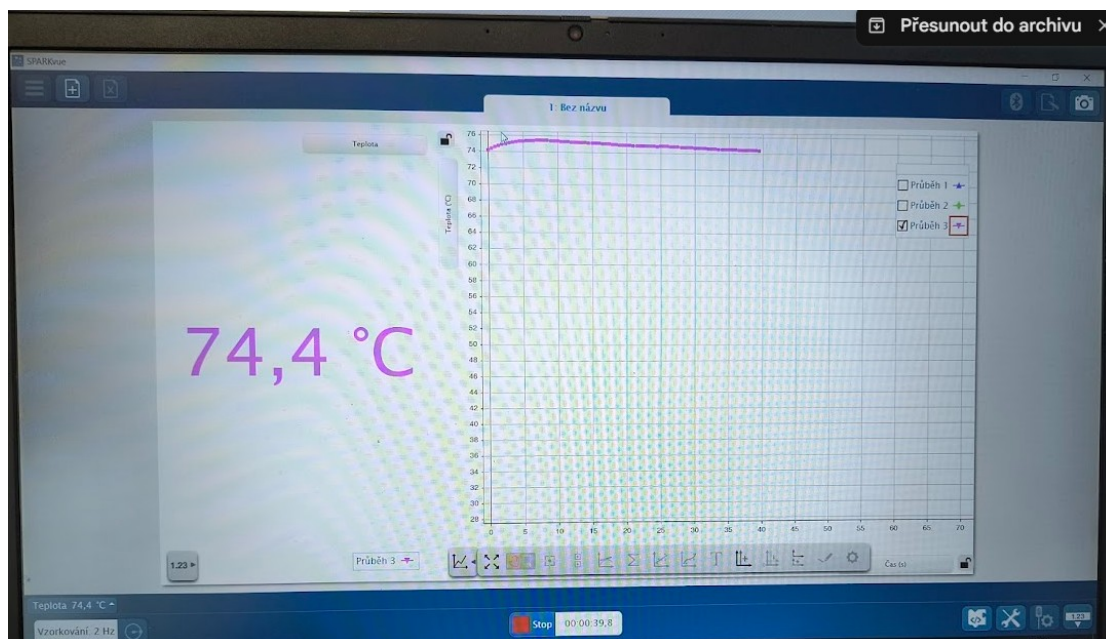 Přesunout do archivu
SPARKvue
1: Bez názvu
Teplota
Teplota (°C)
76
74
72
70
68
66
64
62
60
58
56
54
52
50
48
46
44
42
40
38
36
34
32
30
28
Průběh 1
Průběh 2
Průběh 3
74,4 °C
0 5 10 15 20 25 30 35 40 45 50 55 60 65 70
1.23
Průběh 3
Čas (s)
Teplota 74,4 °C
Stop 00:00:39,8
Vzorkování 2 Hz
1.23